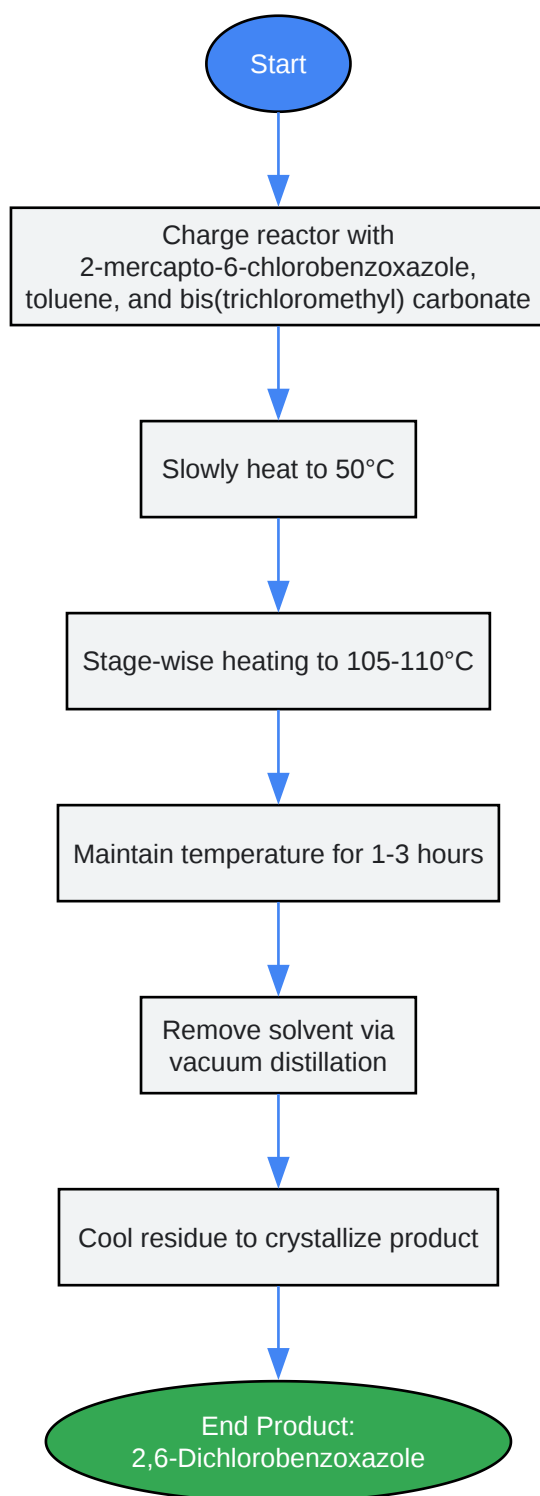 Start
Charge reactor with
2-mercapto-6-chlorobenzoxazole,
toluene, and bis(trichloromethyl) carbonate
Slowly heat to 50°C
Stage-wise heating to 105-110°C
Maintain temperature for 1-3 hours
Remove solvent via
vacuum distillation
Cool residue to crystallize product
End Product:
2,6-Dichlorobenzoxazole